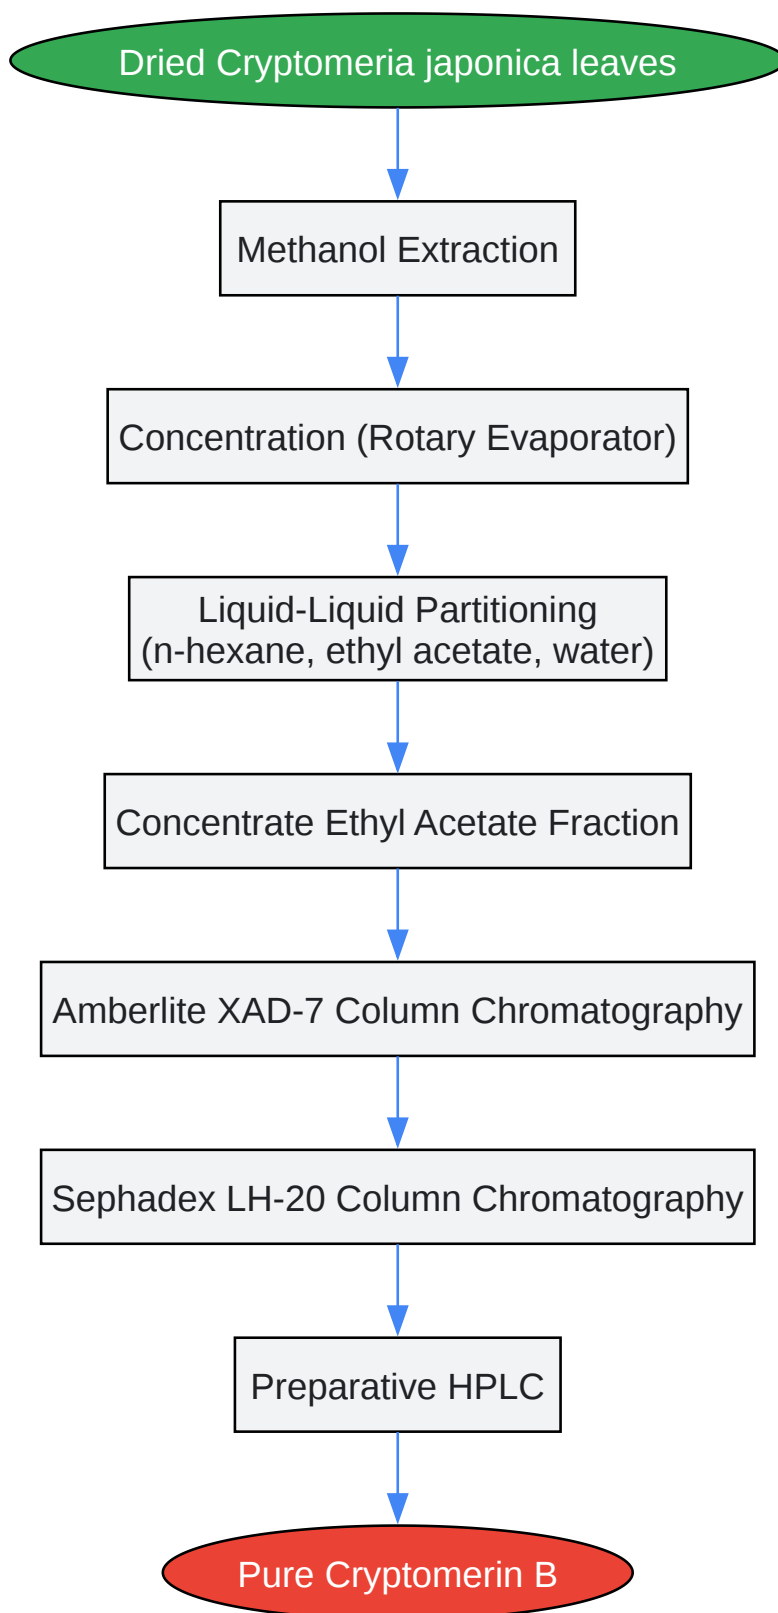 Dried Cryptomeria japonica leaves
Methanol Extraction
Concentration (Rotary Evaporator)
Liquid-Liquid Partitioning
(n-hexane, ethyl acetate, water)
Concentrate Ethyl Acetate Fraction
Amberlite XAD-7 Column Chromatography
Sephadex LH-20 Column Chromatography
Preparative HPLC
Pure Cryptomerin B